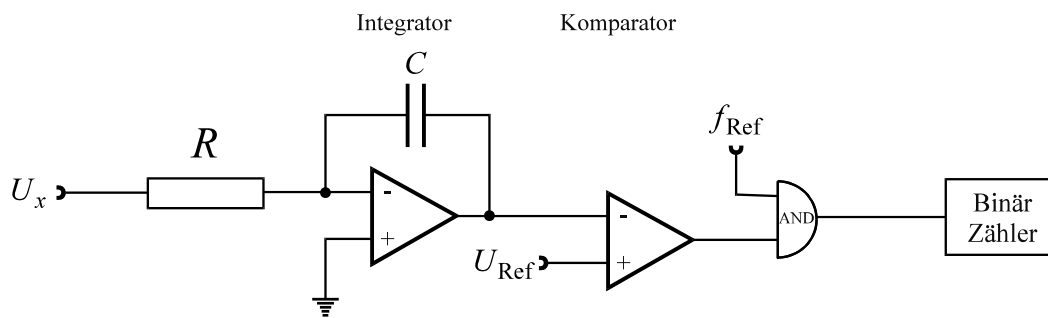 Integrator
Komparator
C
R
f_Ref
U_x
-
+
-
+
U_Ref
AND
Binär
Zähler